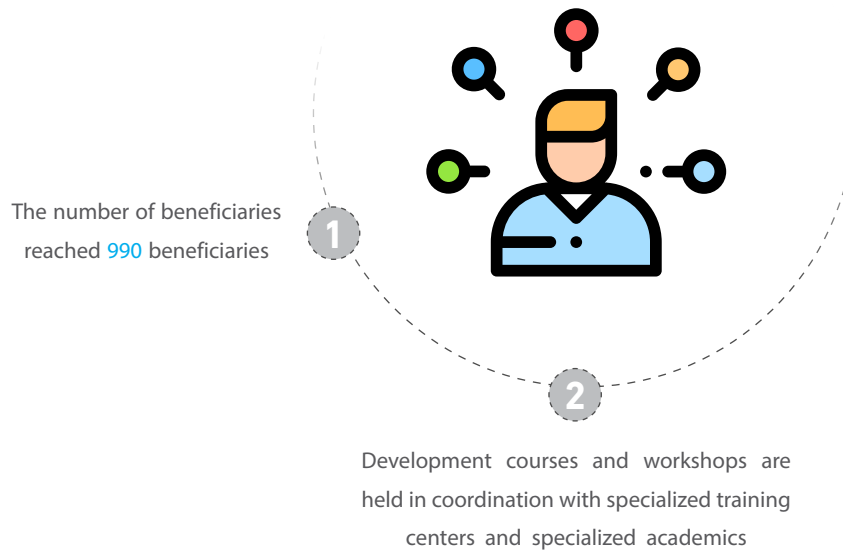 The number of beneficiaries
reached 990 beneficiaries
1
2
Development courses and workshops are
held in coordination with specialized training
centers and specialized academics